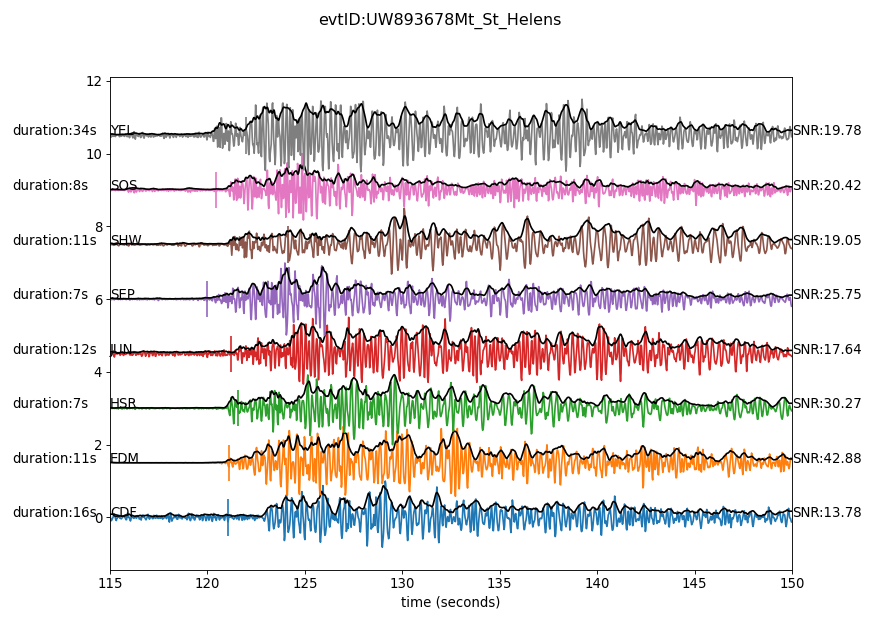 evtID:UW893678Mt_St_Helens
12
duration:34s YEL SNR:19.78
10
duration:8s SOS SNR:20.42
8
duration:11s SHW SNR:19.05
duration:7s SEP SNR:25.75
6
duration:12s JUN SNR:17.64
4
duration:7s HSR SNR:30.27
2
duration:11s EDM SNR:42.88
duration:16s CDF SNR:13.78
0
115 120 125 130 135 140 145 150
time (seconds)